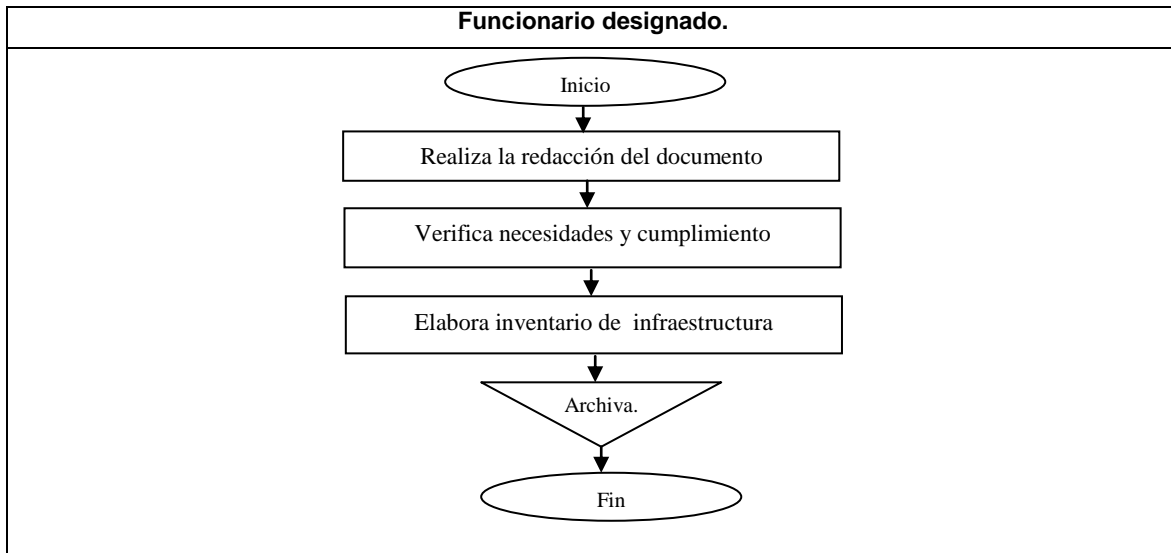 Funcionario designado.
Inicio
Realiza la redacción del documento
Verifica necesidades y cumplimiento
Elabora inventario de  infraestructura
Archiva.
Fin